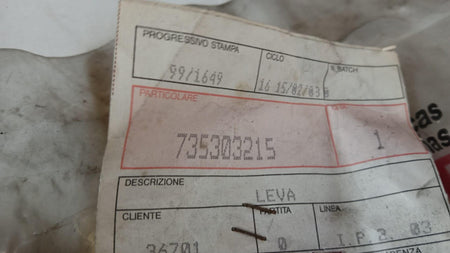 PROGRESSIVO STAMPA CICLO N.BATCH
99/1649 16 15/02/03
PARTICOLARE
735303215 1
DESCRIZIONE
LEVA
CLIENTE PARTITA LINEA
36701 0 I.P.2. 03